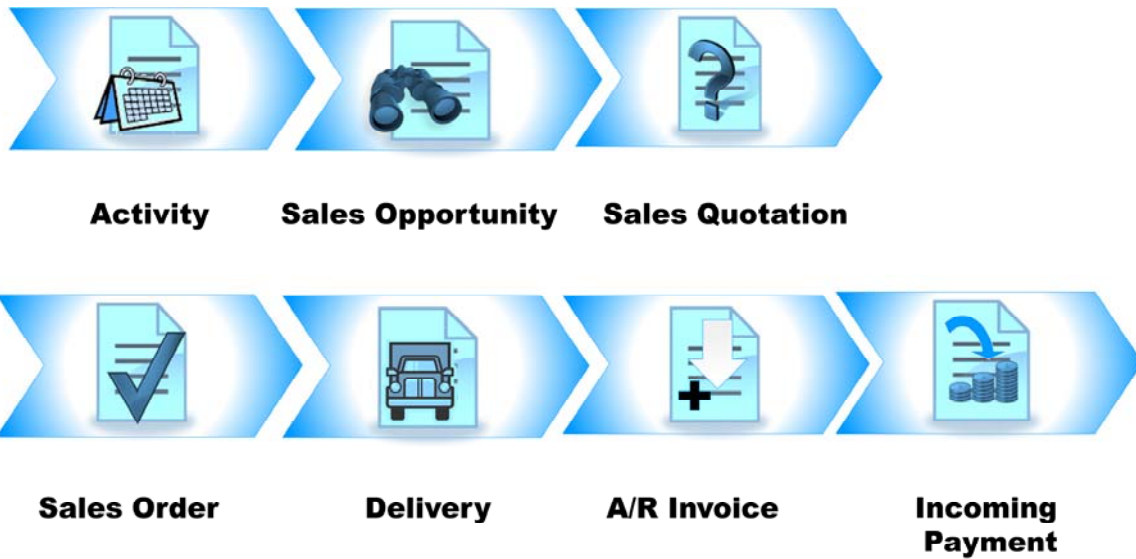 Activity
Sales Opportunity
Sales Quotation
Sales Order
Delivery
A/R Invoice
Incoming
Payment